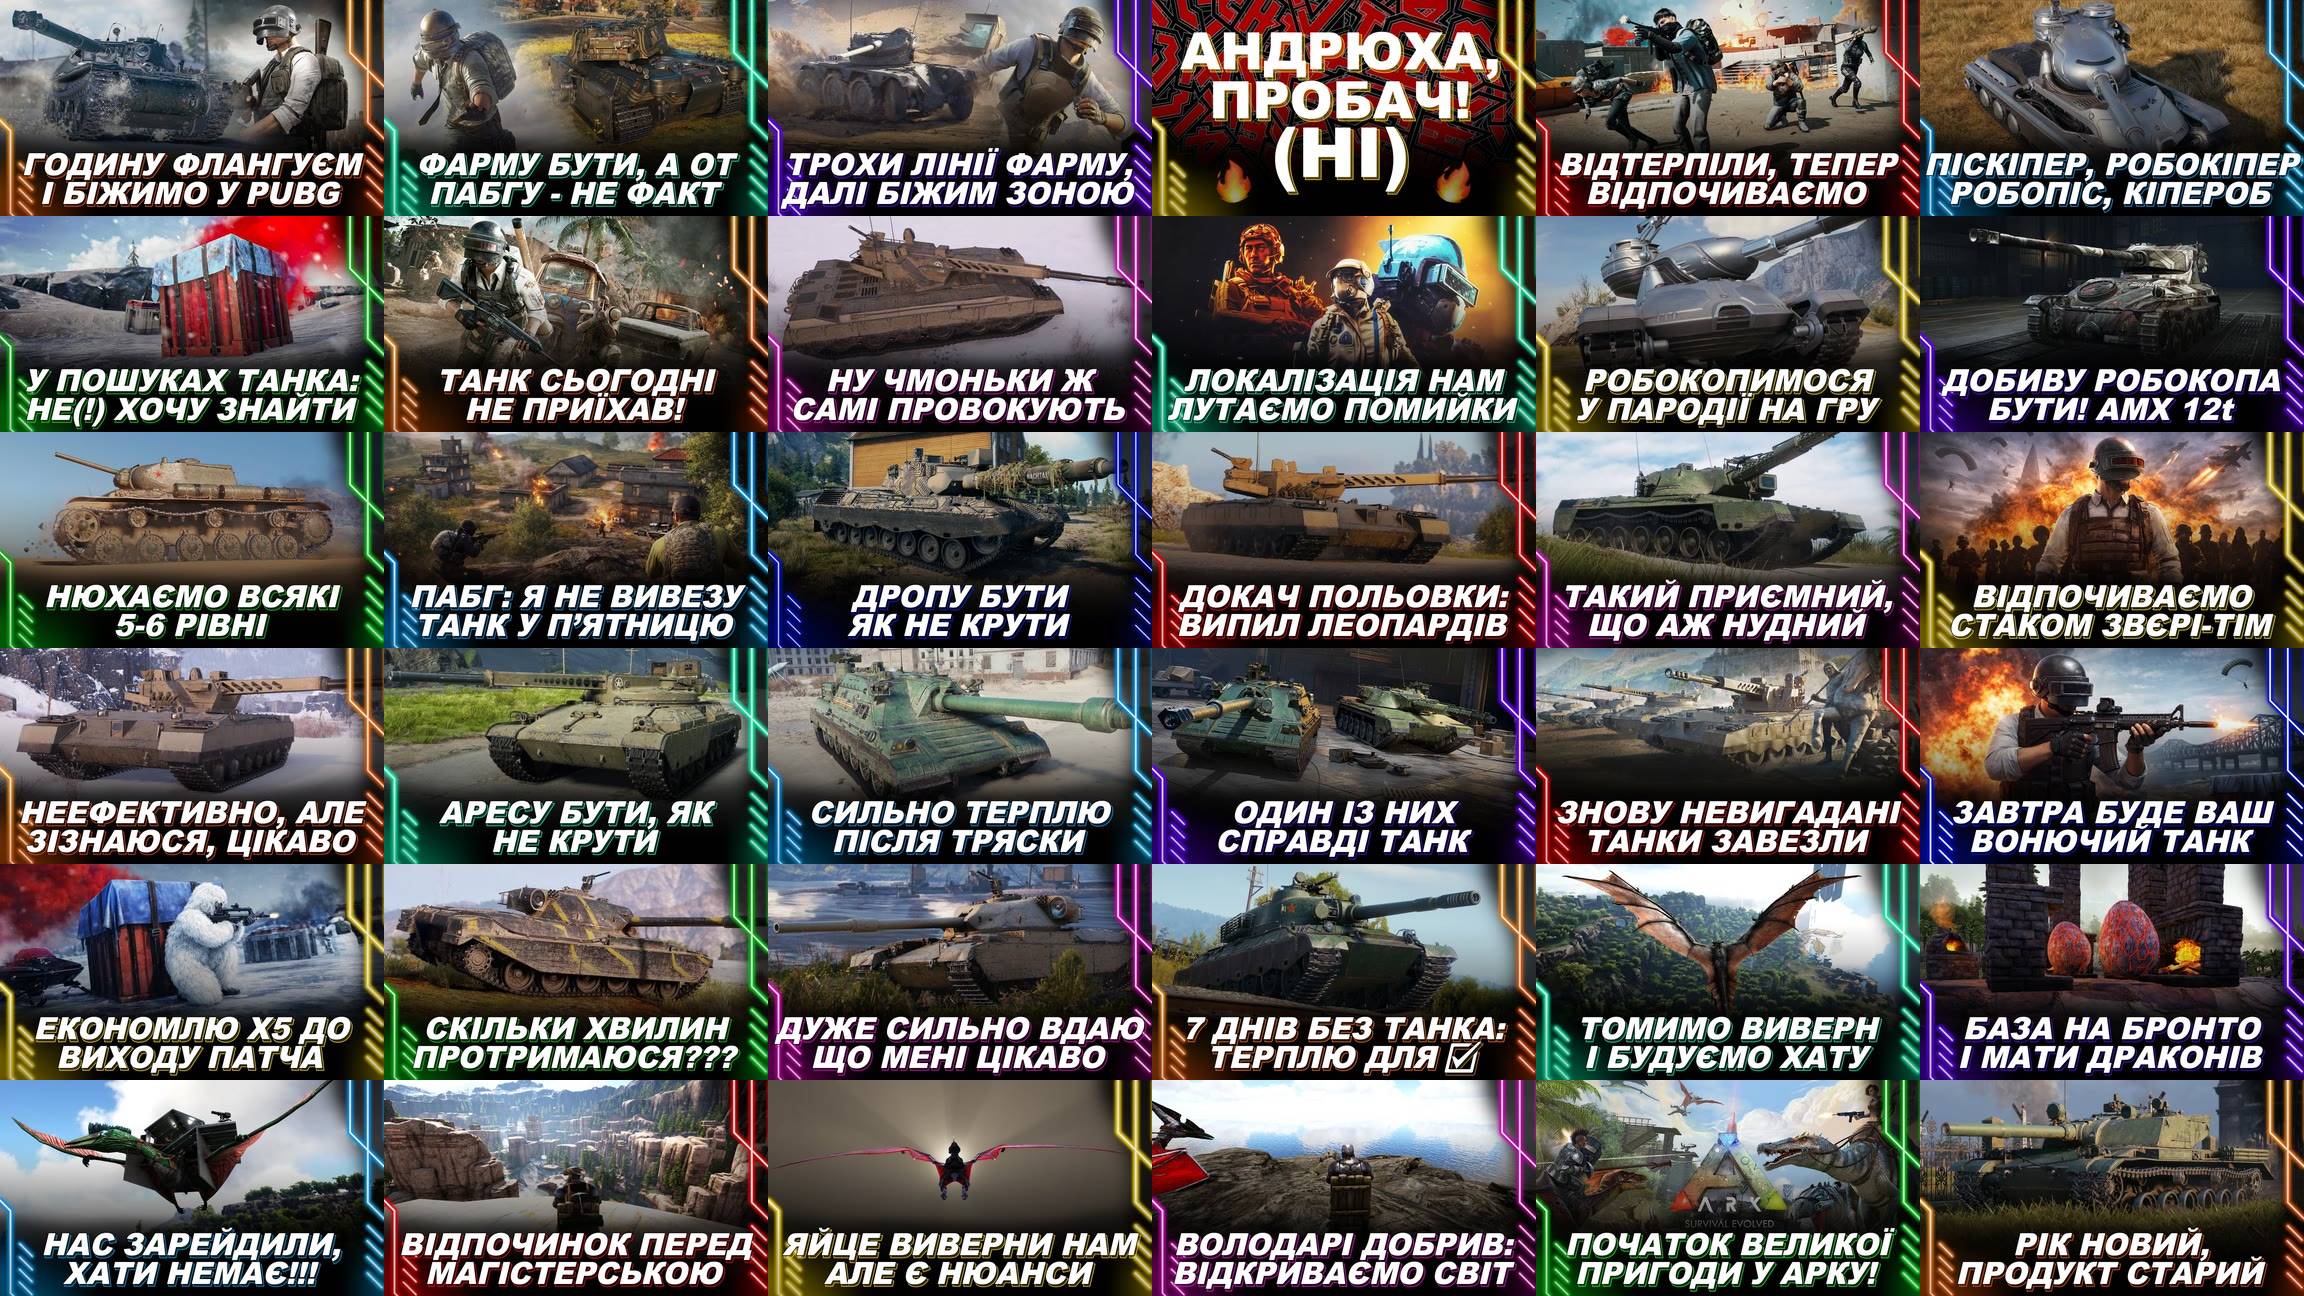 ГОДИНУ ФЛАНГУЄМ
І БІЖИМО У PUBG
ФАРМУ БУТИ, А ОТ
ПАБГУ - НЕ ФАКТ
ТРОХИ ЛІНІЇ ФАРМУ,
ДАЛІ БІЖИМ ЗОНОЮ
АНДРЮХА,
ПРОБАЧ!
(НІ)
ВІДТЕРПІЛИ, ТЕПЕР
ВІДПОЧИВАЄМО
ПІСКІПЕР, РОБОКІПЕР
РОБОПІС, КІПЕРОБ
У ПОШУКАХ ТАНКА:
НЕ(!) ХОЧУ ЗНАЙТИ
ТАНК СЬОГОДНІ
НЕ ПРИЇХАВ!
НУ ЧМОНЬКИ Ж
САМІ ПРОВОКУЮТЬ
ЛОКАЛІЗАЦІЯ НАМ
ЛУТАЄМО ПОМИЙКИ
РОБОКОПИМОСЯ
У ПАРОДІЇ НА ГРУ
ДОБИВУ РОБОКОПА
БУТИ! AMX 12t
НЮХАЄМО ВСЯКІ
5-6 РІВНІ
ПАБГ: Я НЕ ВИВЕЗУ
ТАНК У П’ЯТНИЦЮ
ДРОПУ БУТИ
ЯК НЕ КРУТИ
ДОКАЧ ПОЛЬОВКИ:
ВИПИЛ ЛЕОПАРДІВ
ТАКИЙ ПРИЄМНИЙ,
ЩО АЖ НУДНИЙ
ВІДПОЧИВАЄМО
СТАКОМ ЗВЄРІ-ТІМ
НЕЕФЕКТИВНО, АЛЕ
ЗІЗНАЮСЯ, ЦІКАВО
АРЕСУ БУТИ, ЯК
НЕ КРУТИ
СИЛЬНО ТЕРПЛЮ
ПІСЛЯ ТРЯСКИ
ОДИН ІЗ НИХ
СПРАВДІ ТАНК
ЗНОВУ НЕВИГАДАНІ
ТАНКИ ЗАВЕЗЛИ
ЗАВТРА БУДЕ ВАШ
ВОНЮЧИЙ ТАНК
ЕКОНОМЛЮ Х5 ДО
ВИХОДУ ПАТЧА
СКІЛЬКИ ХВИЛИН
ПРОТРИМАЮСЯ???
ДУЖЕ СИЛЬНО ВДАЮ
ЩО МЕНІ ЦІКАВО
7 ДНІВ БЕЗ ТАНКА:
ТЕРПЛЮ ДЛЯ ☑
ТОМИМО ВИВЕРН
І БУДУЄМО ХАТУ
БАЗА НА БРОНТО
І МАТИ ДРАКОНІВ
НАС ЗАРЕЙДИЛИ,
ХАТИ НЕМАЄ!!!
ВІДПОЧИНОК ПЕРЕД
МАГІСТЕРСЬКОЮ
ЯЙЦЕ ВИВЕРНИ НАМ
АЛЕ Є НЮАНСИ
ВОЛОДАРІ ДОБРИВ:
ВІДКРИВАЄМО СВІТ
ARK
SURVIVAL EVOLVED
ПОЧАТОК ВЕЛИКОЇ
ПРИГОДИ У АРКУ!
РІК НОВИЙ,
ПРОДУКТ СТАРИЙ